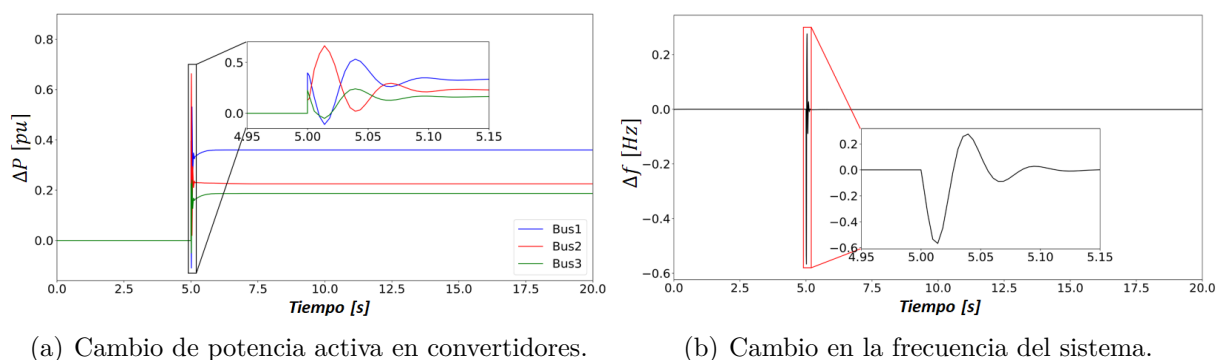 0.8
0.6
0.4
0.2
0.0
ΔP [pu]
0.5
0.0
4.95 5.00 5.05 5.10 5.15
Bus1
Bus2
Bus3
0.0 2.5 5.0 7.5 10.0 12.5 15.0 17.5 20.0
Tiempo [s]
(a) Cambio de potencia activa en convertidores.
0.2
0.0
−0.2
−0.4
−0.6
Δf [Hz]
0.2
0.0
−0.2
−0.4
−0.6
4.95 5.00 5.05 5.10 5.15
0.0 2.5 5.0 7.5 10.0 12.5 15.0 17.5 20.0
Tiempo [s]
(b) Cambio en la frecuencia del sistema.